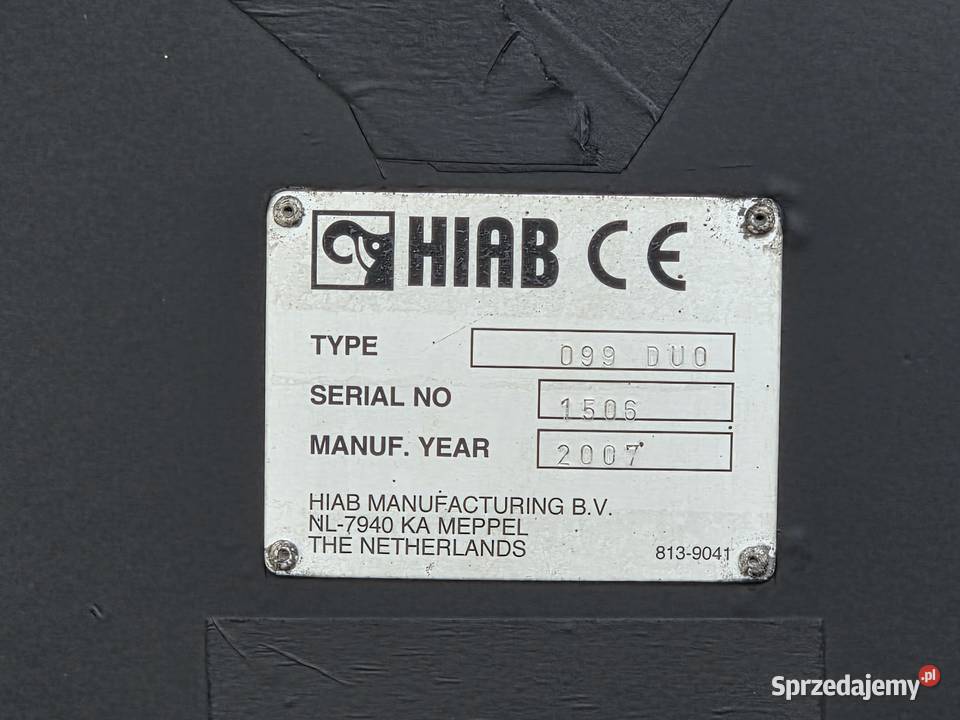 HIAB CE
TYPE 099 DUO
SERIAL NO 1506
MANUF. YEAR 2007
HIAB MANUFACTURING B.V.
NL-7940 KA MEPPEL
THE NETHERLANDS 813-9041
Sprzedajemy.pl